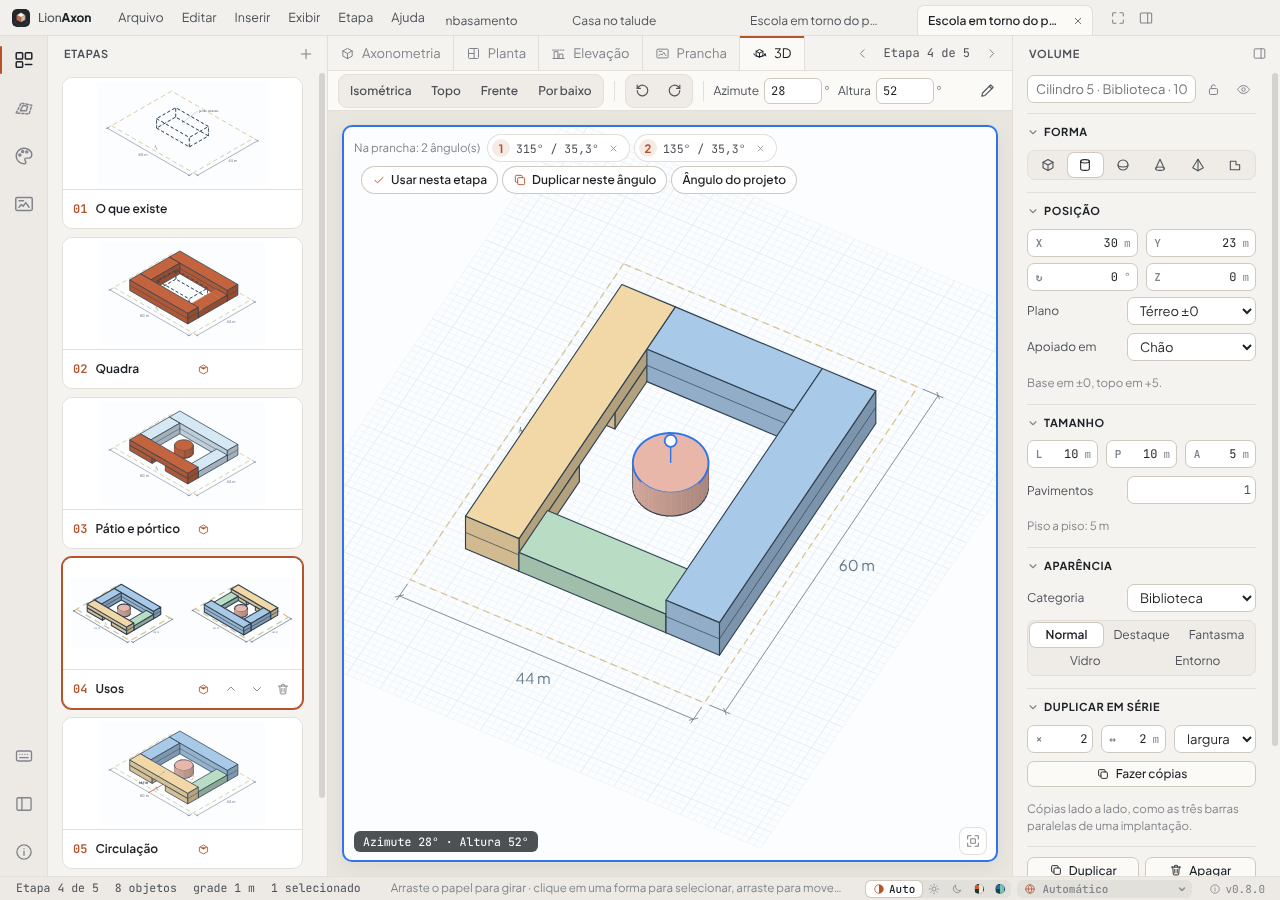 LionAxon
Arquivo
Editar
Inserir
Exibir
Etapa
Ajuda
nbasamento
Casa no talude
Escola em torno do p...
Escola em torno do p...
ETAPAS
01 O que existe
02 Quadra
03 Pátio e pórtico
04 Usos
05 Circulação
Axonometria
Planta
Elevação
Prancha
3D
Etapa 4 de 5
Isométrica
Topo
Frente
Por baixo
Azimute 28 °
Altura 52 °
Na prancha: 2 ângulo(s)
1 315° / 35,3° ×
2 135° / 35,3° ×
Usar nesta etapa
Duplicar neste ângulo
Ângulo do projeto
60 m
44 m
Azimute 28° · Altura 52°
VOLUME
Cilindro 5 · Biblioteca · 10
FORMA
POSIÇÃO
X 30 m
Y 23 m
↻ 0 °
Z 0 m
Plano
Térreo ±0
Apoiado em
Chão
Base em ±0, topo em +5.
TAMANHO
L 10 m
P 10 m
A 5 m
Pavimentos
1
Piso a piso: 5 m
APARÊNCIA
Categoria
Biblioteca
Normal
Destaque
Fantasma
Vidro
Entorno
DUPLICAR EM SÉRIE
× 2
↔ 2 m
largura
Fazer cópias
Cópias lado a lado, como as três barras
paralelas de uma implantação.
Duplicar
Apagar
Etapa 4 de 5
8 objetos
grade 1 m
1 selecionado
Arraste o papel para girar · clique em uma forma para selecionar, arraste para move...
Auto
Automático
v0.8.0